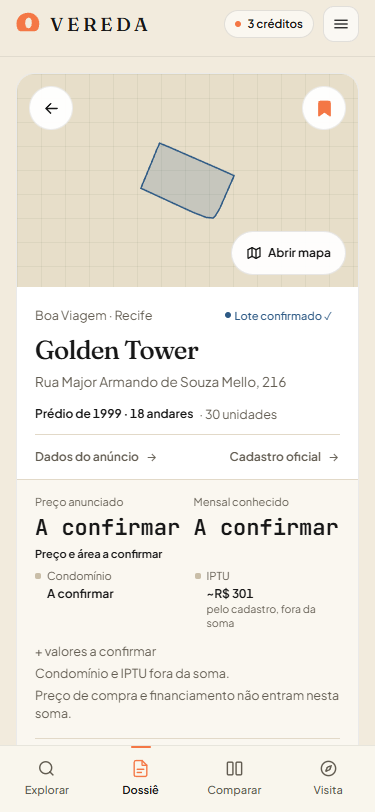 VEREDA
3 créditos
Abrir mapa
Boa Viagem · Recife
Lote confirmado ✓
Golden Tower
Rua Major Armando de Souza Mello, 216
Prédio de 1999 · 18 andares · 30 unidades
Dados do anúncio →
Cadastro oficial →
Preço anunciado
A confirmar
Preço e área a confirmar
Mensal conhecido
A confirmar
Condomínio
A confirmar
IPTU
~R$ 301
pelo cadastro, fora da
soma
+ valores a confirmar
Condomínio e IPTU fora da soma.
Preço de compra e financiamento não entram nesta
soma.
Explorar
Dossiê
Comparar
Visita